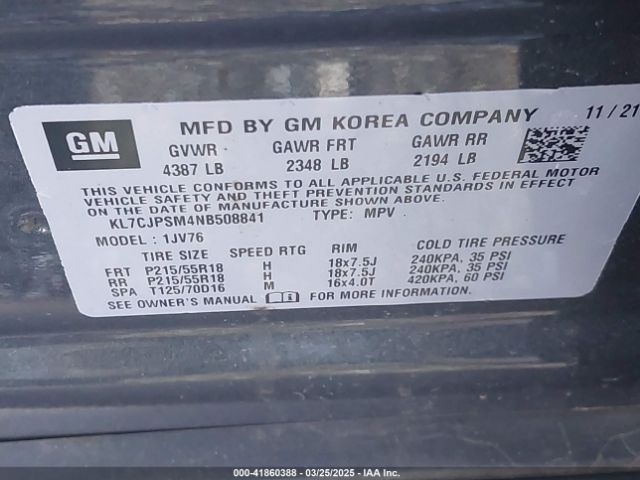 GM
MFD BY GM KOREA COMPANY 11/21
GVWR GAWR FRT GAWR RR
4387 LB 2348 LB 2194 LB
THIS VEHICLE CONFORMS TO ALL APPLICABLE U.S. FEDERAL MOTOR
VEHICLE SAFETY AND THEFT PREVENTION STANDARDS IN EFFECT
ON THE DATE OF MANUFACTURE SHOWN ABOVE.
KL7CJPSM4NB508841 TYPE: MPV
MODEL: 1JV76
TIRE SIZE SPEED RTG RIM COLD TIRE PRESSURE
FRT P215/55R18 H 18x7.5J 240KPA, 35 PSI
RR P215/55R18 H 18x7.5J 240KPA, 35 PSI
SPA T125/70D16 M 16x4.0T 420KPA, 60 PSI
SEE OWNER'S MANUAL
000-41860388 - 03/25/2025 - IAA Inc.